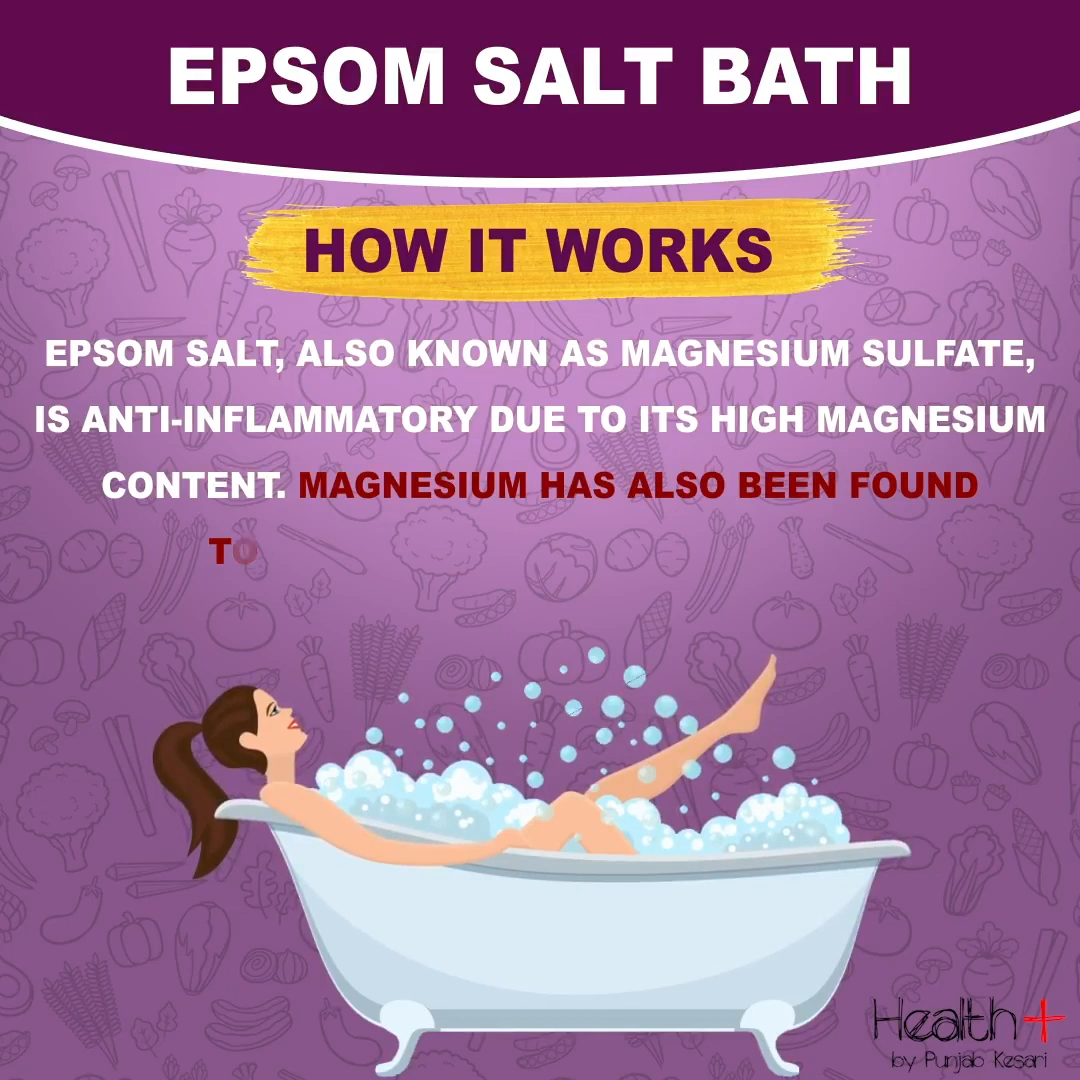 EPSOM SALT BATH
HOW IT WORKS
EPSOM SALT, ALSO KNOWN AS MAGNESIUM SULFATE,
IS ANTI-INFLAMMATORY DUE TO ITS HIGH MAGNESIUM
CONTENT. MAGNESIUM HAS ALSO BEEN FOUND
TO
Health+
by Punjab Kesari